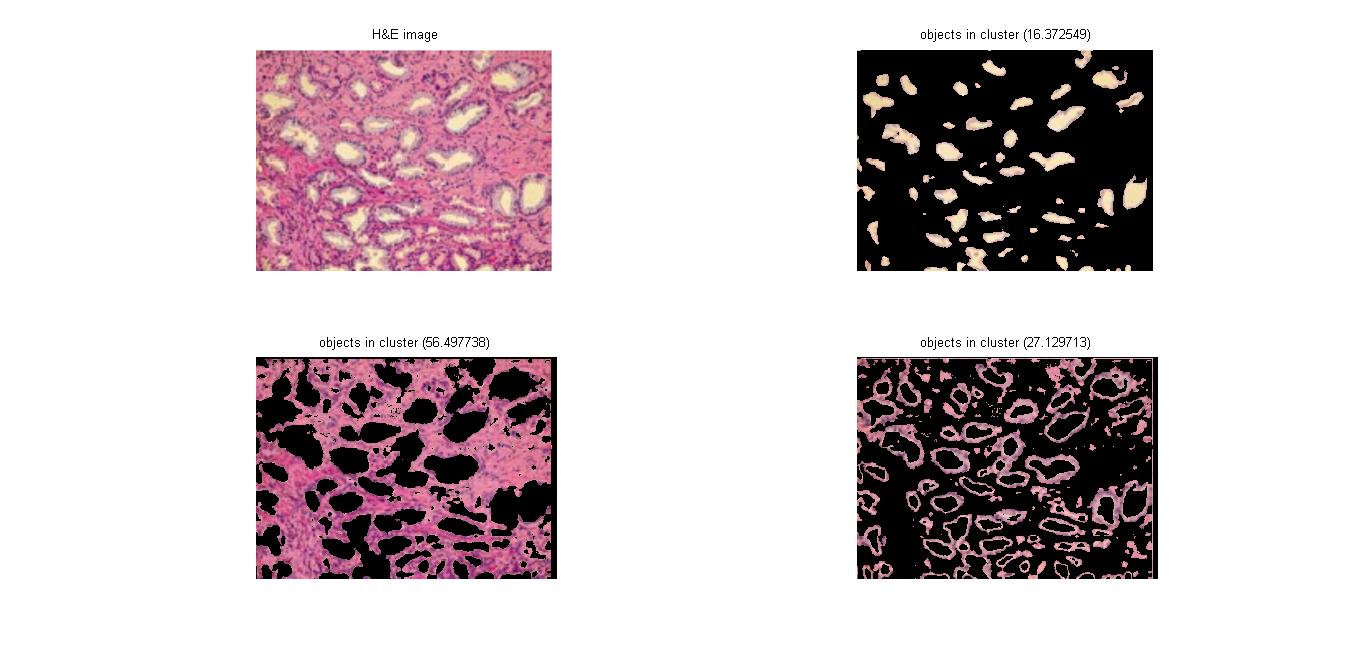 H&E image
objects in cluster (16.372549)
objects in cluster (56.497738)
objects in cluster (27.129713)